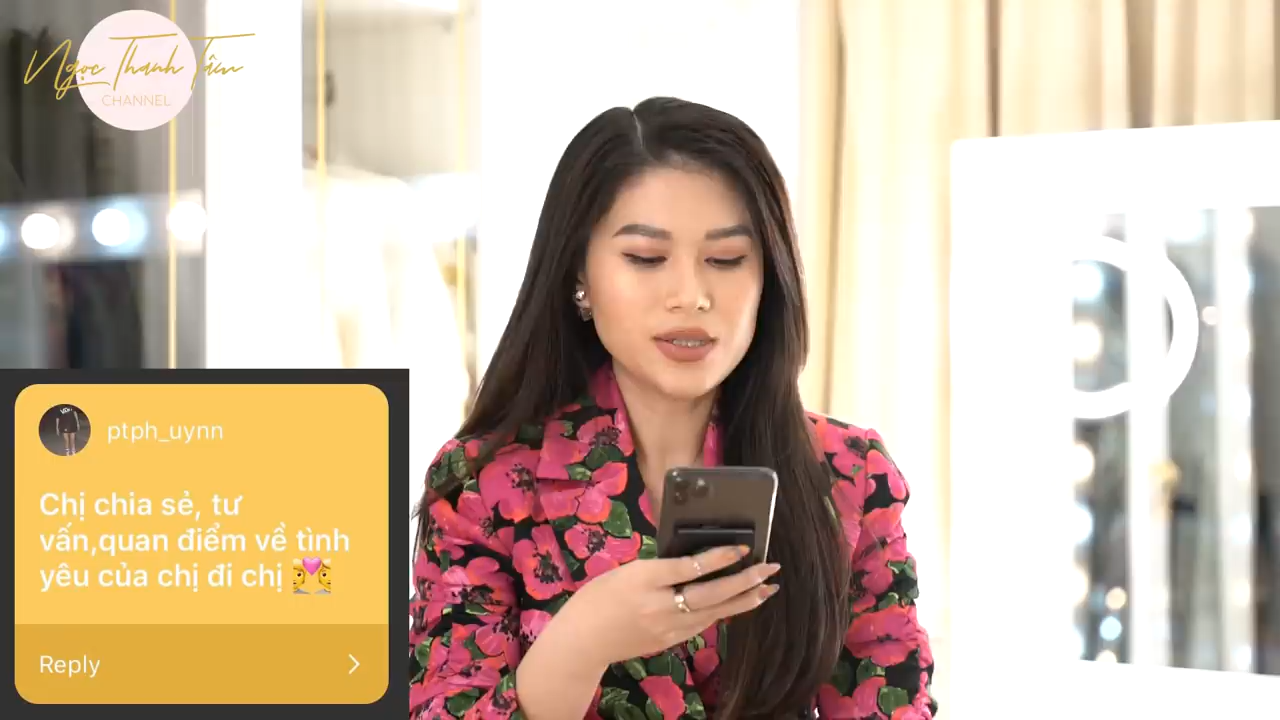 Ngọc Thanh Tâm
CHANNEL
ptph_uynn
Chị chia sẻ, tư
vấn,quan điểm về tình
yêu của chị đi chị 💑
Reply